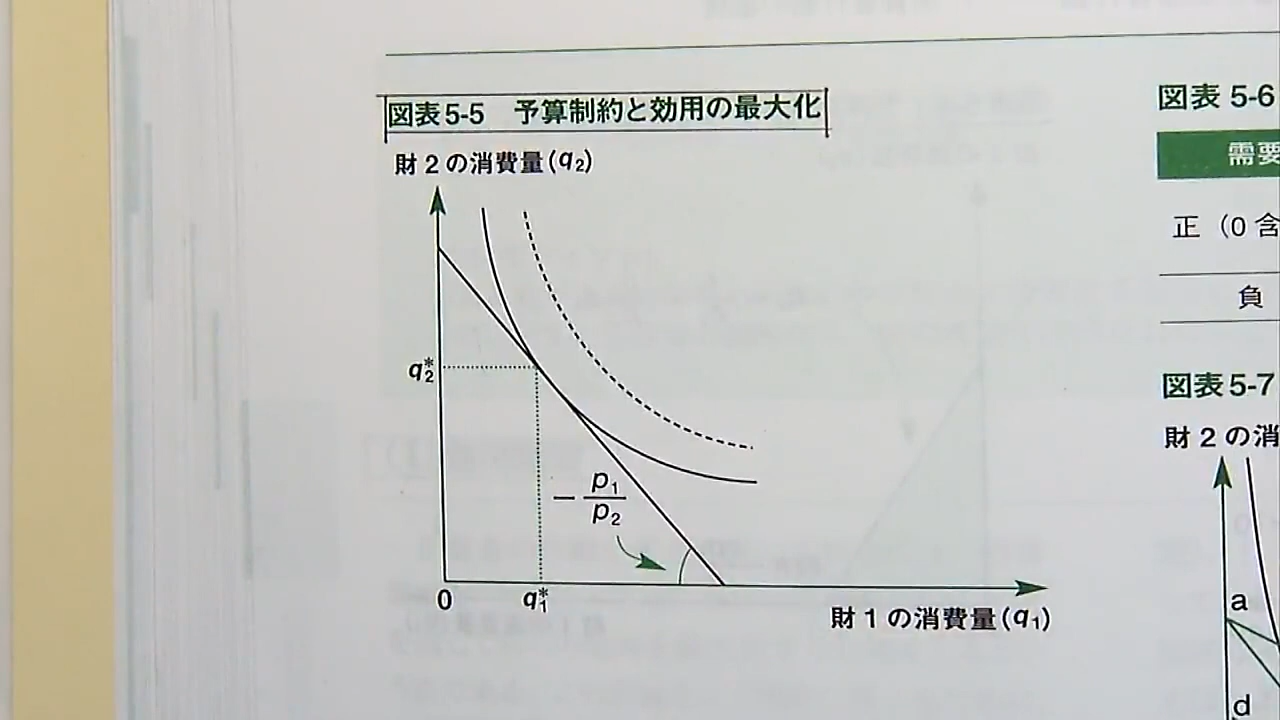 図表5-5 予算制約と効用の最大化
財2の消費量(q2)
q2*
− p1
p2
0
q1*
財1の消費量(q1)
図表 5-6
需要
正（0 含
負
図表5-7
財2の消
a
d